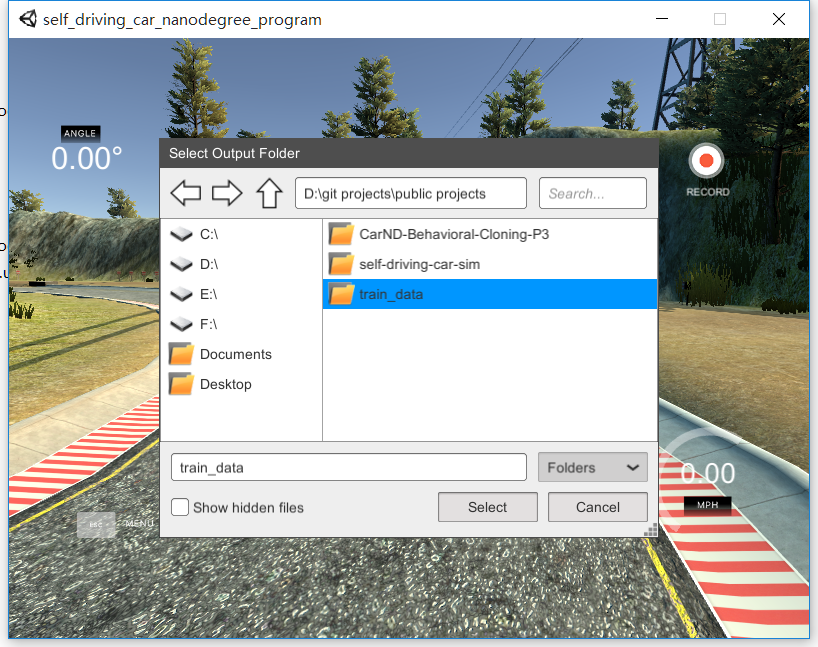 self_driving_car_nanodegree_program
ANGLE
0.00°
RECORD
Select Output Folder
D:\git projects\public projects
Search...
C:\
D:\
E:\
F:\
Documents
Desktop
CarND-Behavioral-Cloning-P3
self-driving-car-sim
train_data
train_data
Folders
Show hidden files
Select
Cancel
0.00
MPH
ESC
MENU